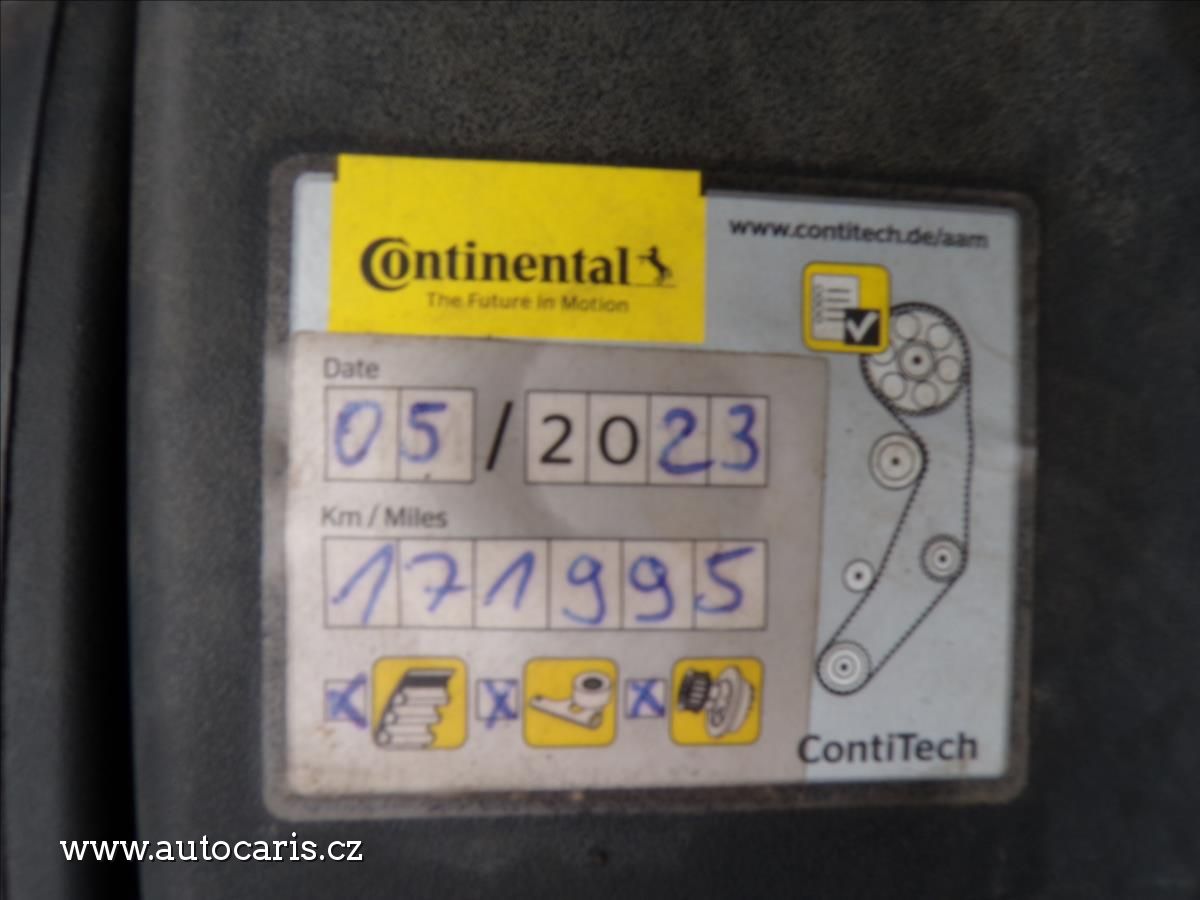 Continental
The Future in Motion
www.contitech.de/aam
Date
05/2023
Km / Miles
171995
ContiTech
www.autocaris.cz